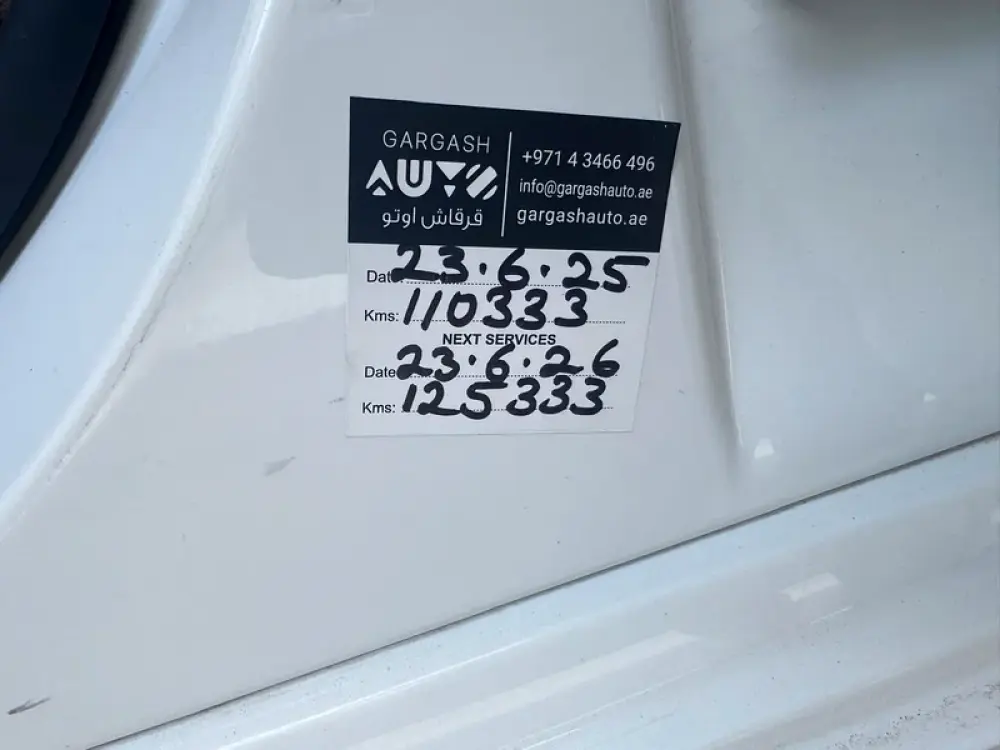 GARGASH
AUTO
قرقاش اوتو
+971 4 3466 496
info@gargashauto.ae
gargashauto.ae
Date 23.6.25
Kms: 110333
NEXT SERVICES
Date 23.6.26
Kms: 125333